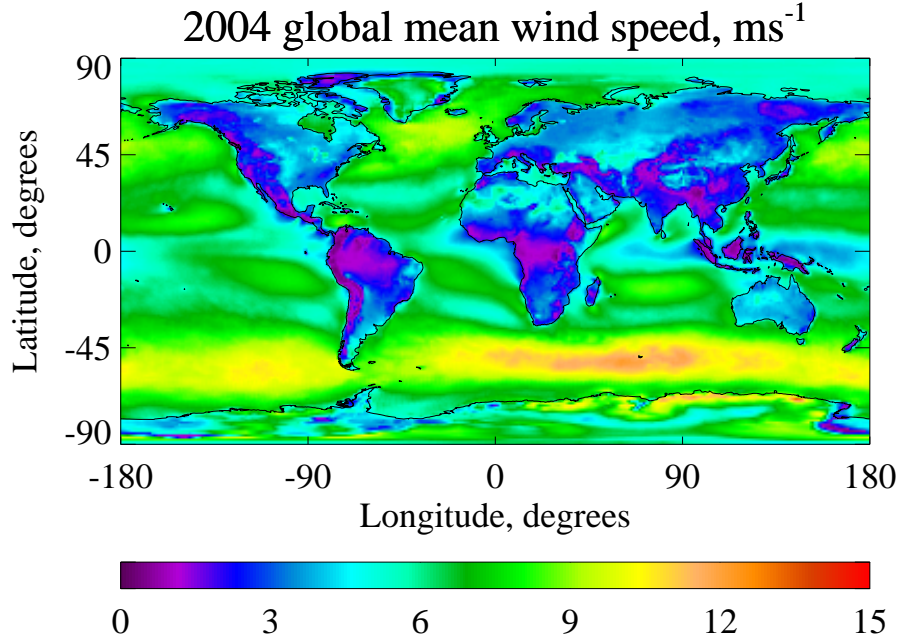 2004 global mean wind speed, ms-1
90
45
0
-45
-90
Latitude, degrees
-180 -90 0 90 180
Longitude, degrees
0 3 6 9 12 15